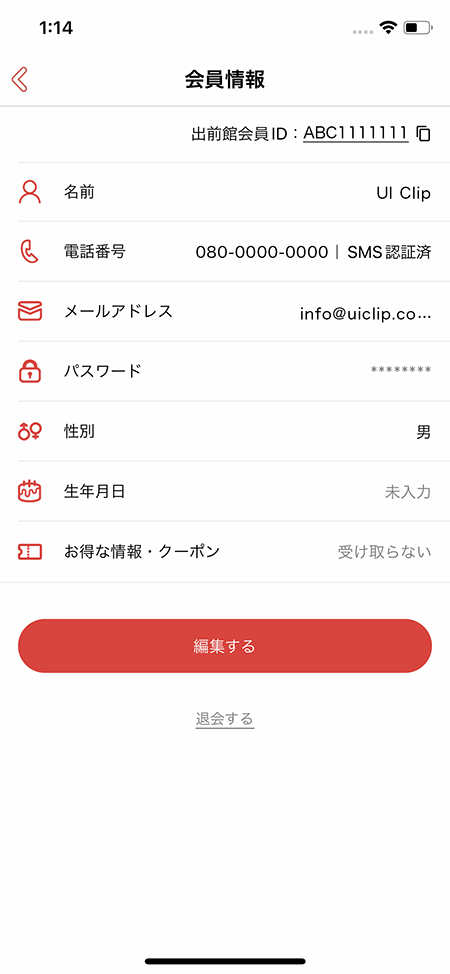 1:14
会員情報
出前館会員ID：ABC1111111
名前 UI Clip
電話番号 080-0000-0000 | SMS認証済
メールアドレス info@uiclip.co...
パスワード ********
性別 男
生年月日 未入力
お得な情報・クーポン 受け取らない
編集する
退会する